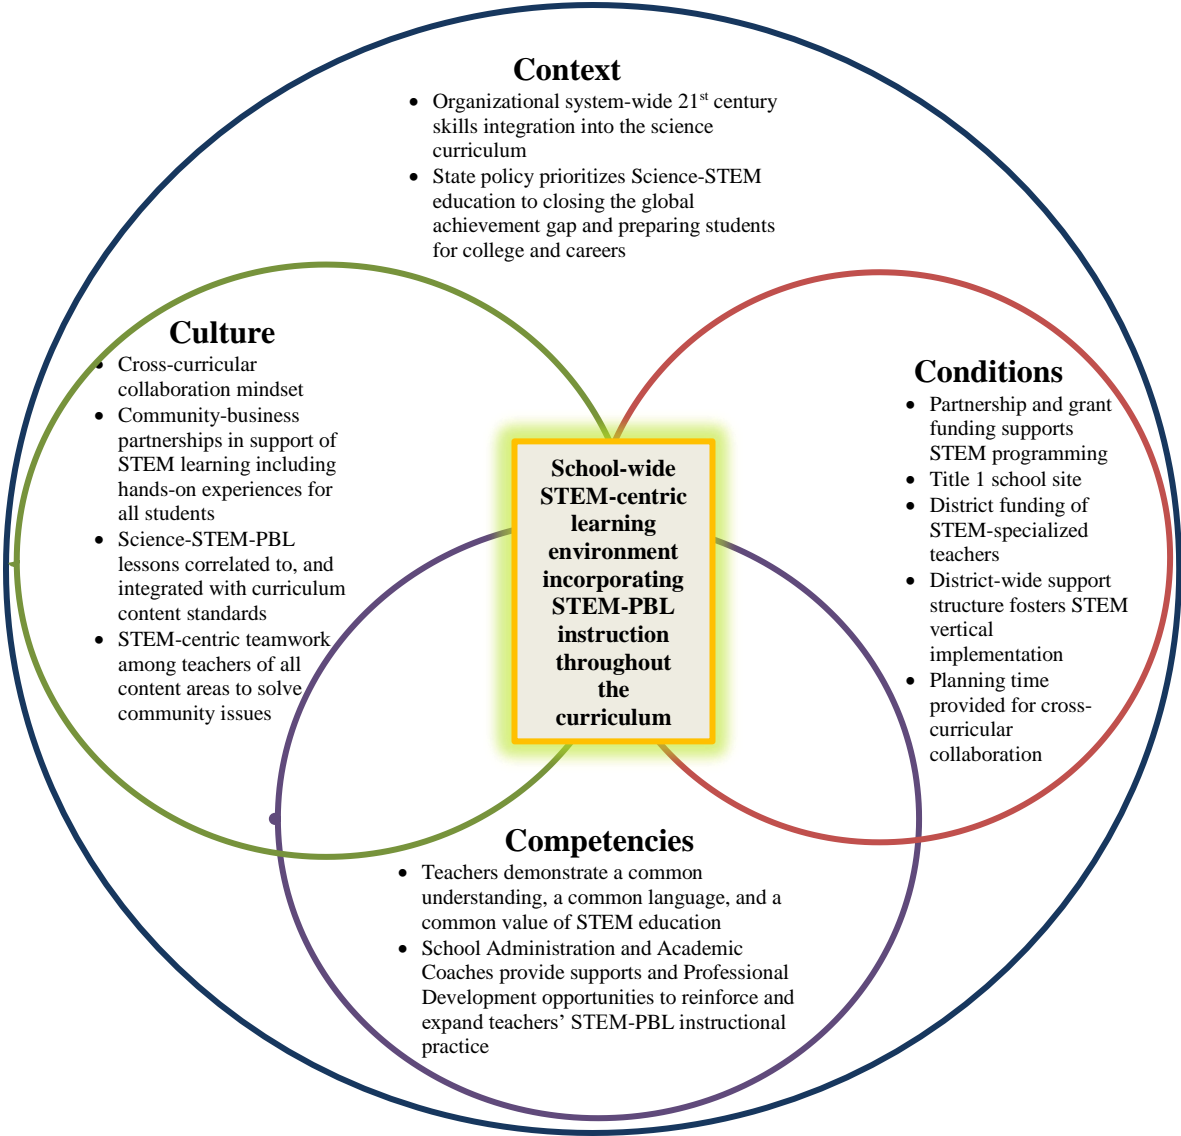 Context
• Organizational system-wide 21st century
skills integration into the science
curriculum
• State policy prioritizes Science-STEM
education to closing the global
achievement gap and preparing students
for college and careers
Culture
• Cross-curricular
collaboration mindset
• Community-business
partnerships in support of
STEM learning including
hands-on experiences for
all students
• Science-STEM-PBL
lessons correlated to, and
integrated with curriculum
content standards
• STEM-centric teamwork
among teachers of all
content areas to solve
community issues
School-wide
STEM-centric
learning
environment
incorporating
STEM-PBL
instruction
throughout
the
curriculum
Conditions
• Partnership and grant
funding supports
STEM programming
• Title 1 school site
• District funding of
STEM-specialized
teachers
• District-wide support
structure fosters STEM
vertical
implementation
• Planning time
provided for cross-
curricular
collaboration
Competencies
• Teachers demonstrate a common
understanding, a common language, and a
common value of STEM education
• School Administration and Academic
Coaches provide supports and Professional
Development opportunities to reinforce and
expand teachers’ STEM-PBL instructional
practice